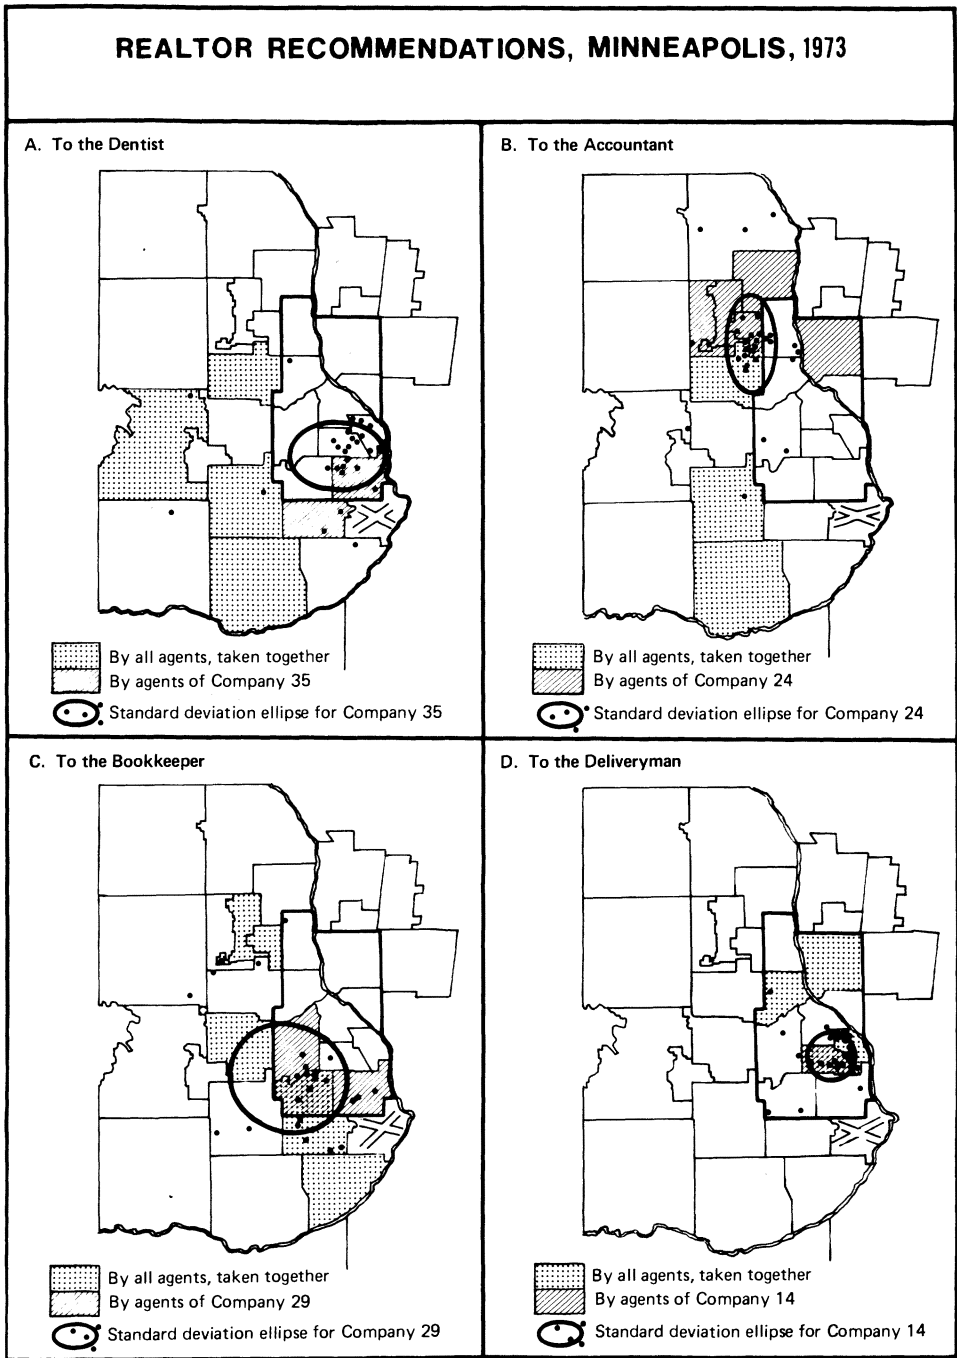 REALTOR RECOMMENDATIONS, MINNEAPOLIS, 1973
A. To the Dentist
By all agents, taken together
By agents of Company 35
Standard deviation ellipse for Company 35
B. To the Accountant
By all agents, taken together
By agents of Company 24
Standard deviation ellipse for Company 24
C. To the Bookkeeper
By all agents, taken together
By agents of Company 29
Standard deviation ellipse for Company 29
D. To the Deliveryman
By all agents, taken together
By agents of Company 14
Standard deviation ellipse for Company 14